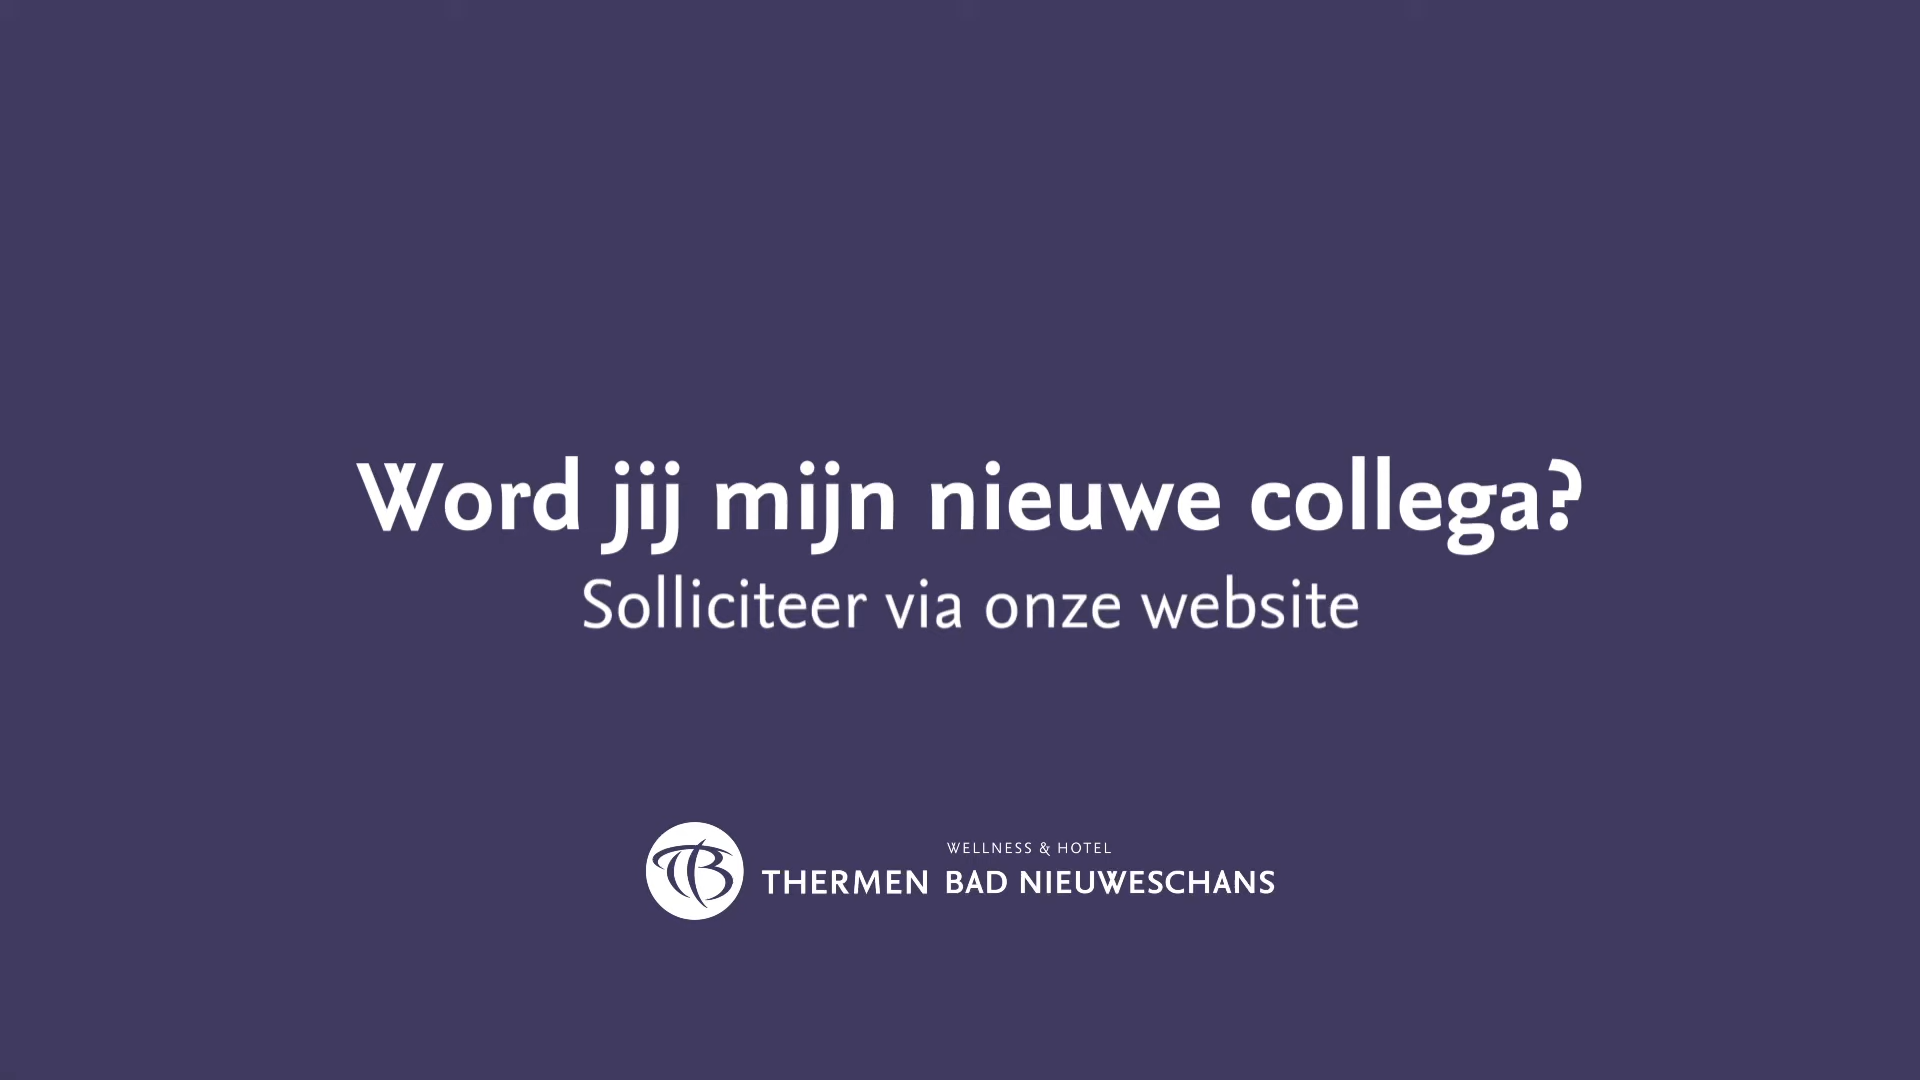 Word jij mijn nieuwe collega?
Solliciteer via onze website
WELLNESS & HOTEL
THERMEN BAD NIEUWESCHANS